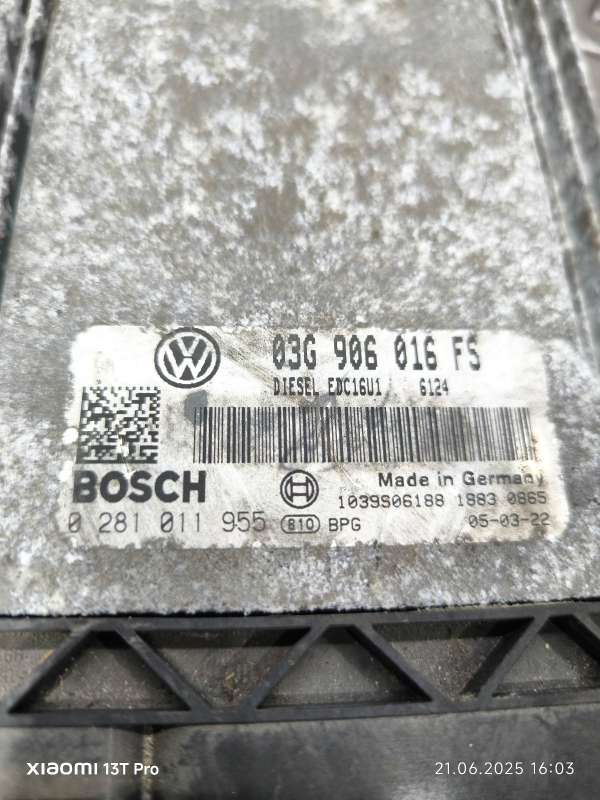 03G 906 016 FS
DIESEL EDC16U1 6124
BOSCH
Made in Germany
1039S06188 1883 0865
0 281 011 955 810 BPG 05-03-22
XIAOMI 13T Pro
21.06.2025 16:03